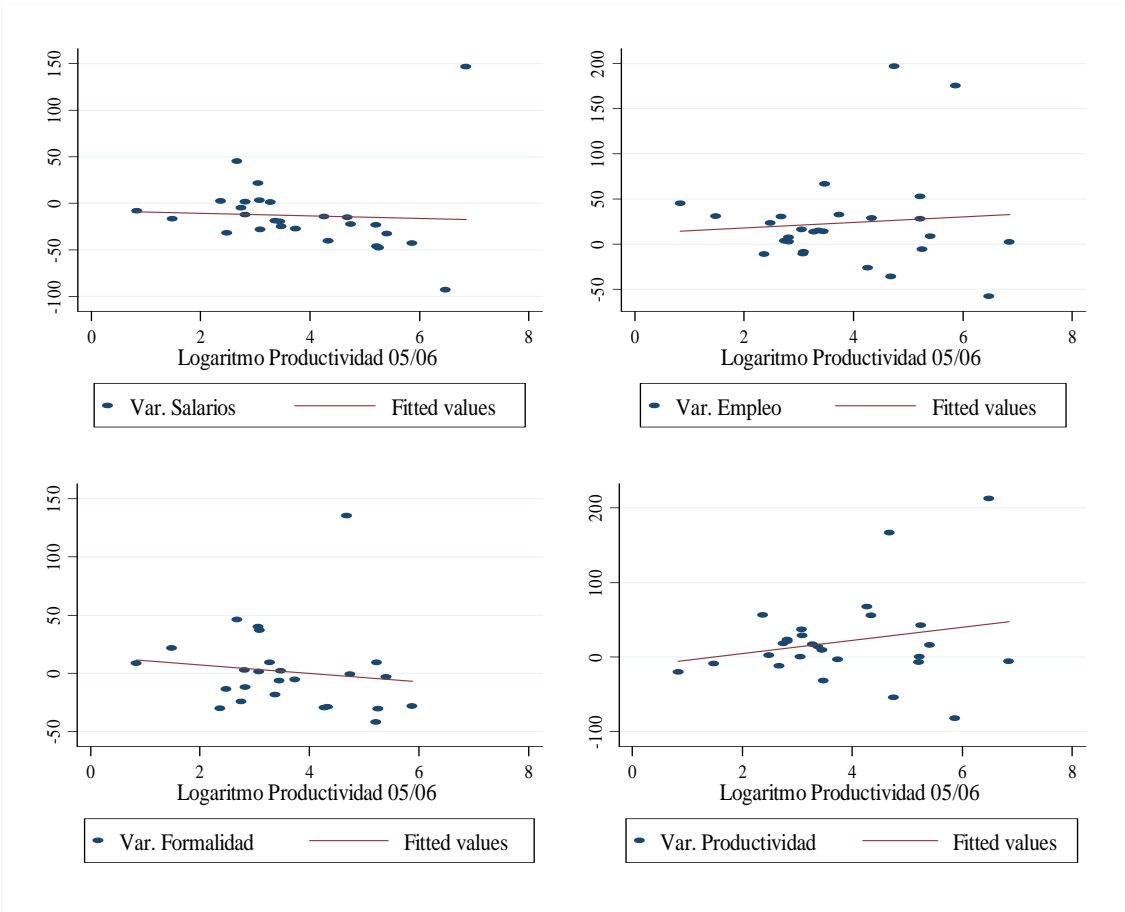 150
100
50
0
-50
-100
0 2 4 6 8
Logaritmo Productividad 05/06
Var. Salarios Fitted values
200
150
100
50
0
-50
0 2 4 6 8
Logaritmo Productividad 05/06
Var. Empleo Fitted values
150
100
50
0
-50
0 2 4 6 8
Logaritmo Productividad 05/06
Var. Formalidad Fitted values
200
100
0
-100
0 2 4 6 8
Logaritmo Productividad 05/06
Var. Productividad Fitted values